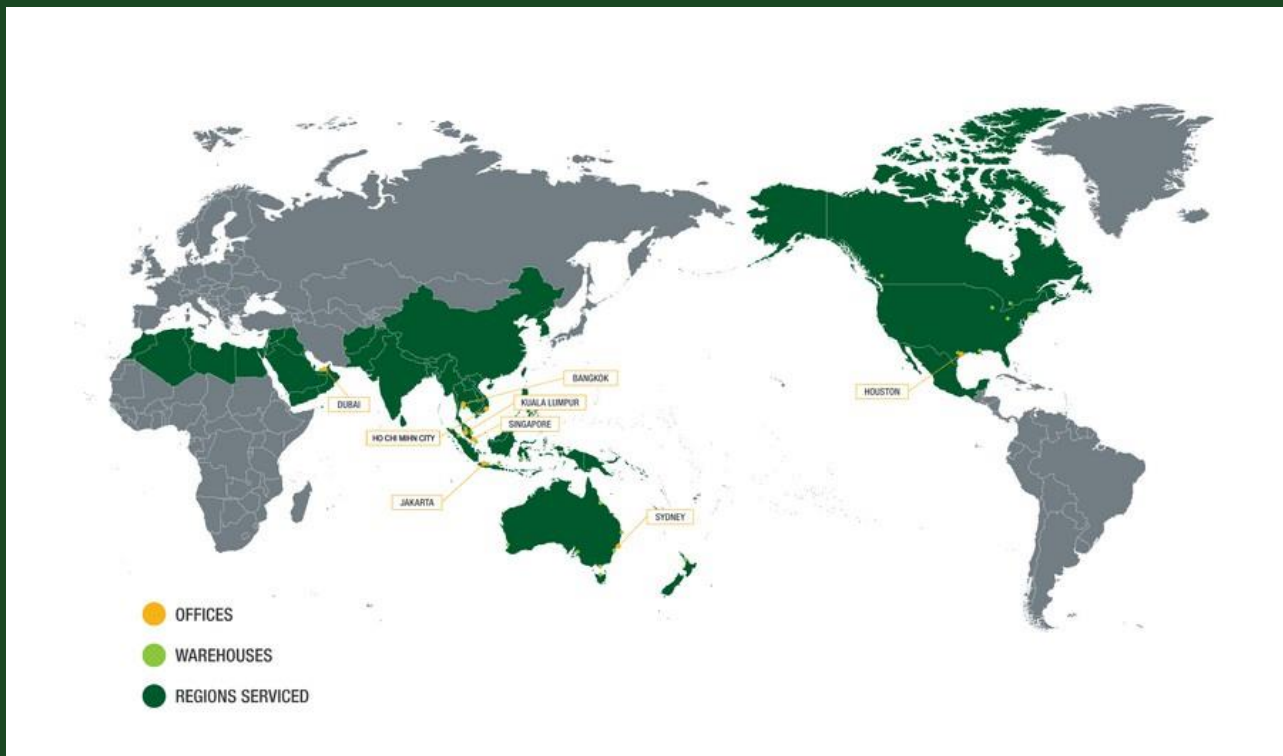 BANGKOK
KUALA LUMPUR
DUBAI
SINGAPORE
HO CHI MIHN CITY
HOUSTON
JAKARTA
SYDNEY
OFFICES
WAREHOUSES
REGIONS SERVICED